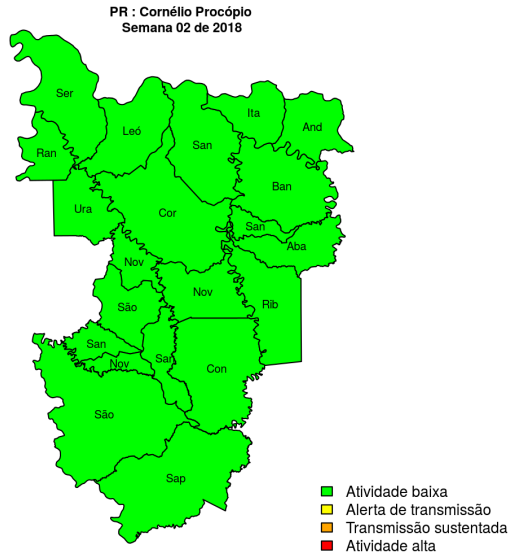 PR : Cornélio Procópio
Semana 02 de 2018
Ser
Leó
Ita
And
San
Ran
Ban
Ura
Cor
San
Aba
Nov
Nov
São
Rib
San
San
Nov
Con
São
Sap
Atividade baixa
Alerta de transmissão
Transmissão sustentada
Atividade alta